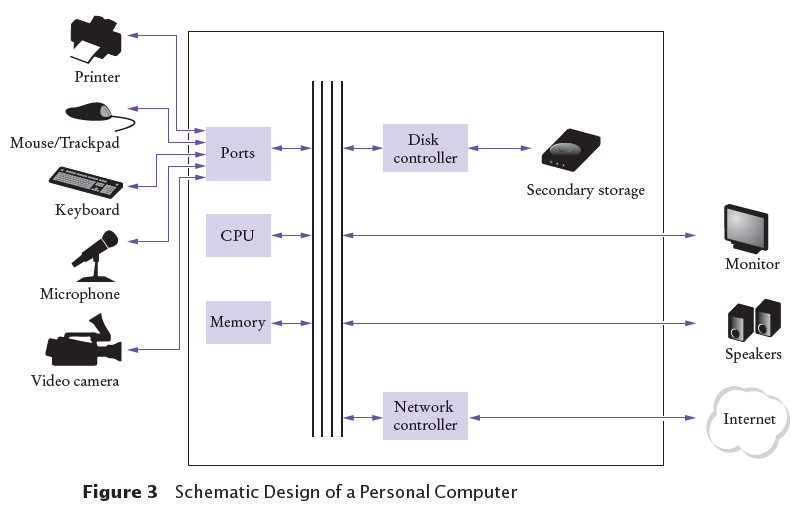 Printer
Mouse/Trackpad
Keyboard
Microphone
Video camera
Ports
CPU
Memory
Disk
controller
Secondary storage
Network
controller
Monitor
Speakers
Internet
Figure 3 Schematic Design of a Personal Computer